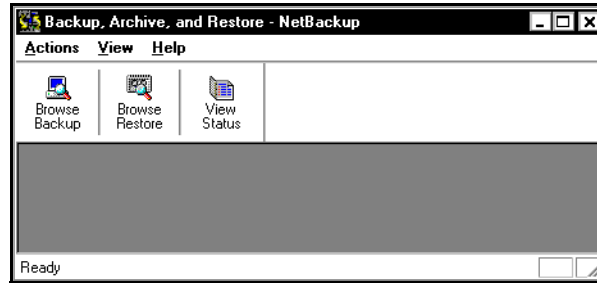 Backup, Archive, and Restore - NetBackup
Actions View Help
Browse Backup
Browse Restore
View Status
Ready